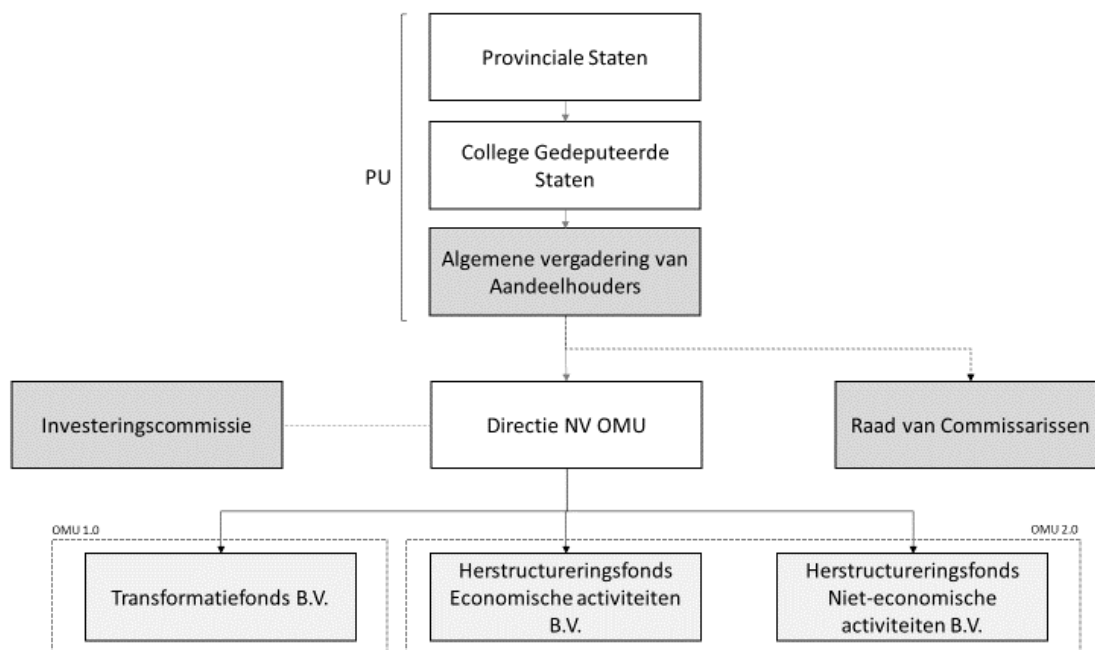 Provinciale Staten
PU
College Gedeputeerde
Staten
Algemene vergadering van
Aandeelhouders
Investeringscommissie
Directie NV OMU
Raad van Commissarissen
OMU 1.0
OMU 2.0
Transformatiefonds B.V.
Herstructureringsfonds
Economische activiteiten
B.V.
Herstructureringsfonds
Niet-economische
activiteiten B.V.